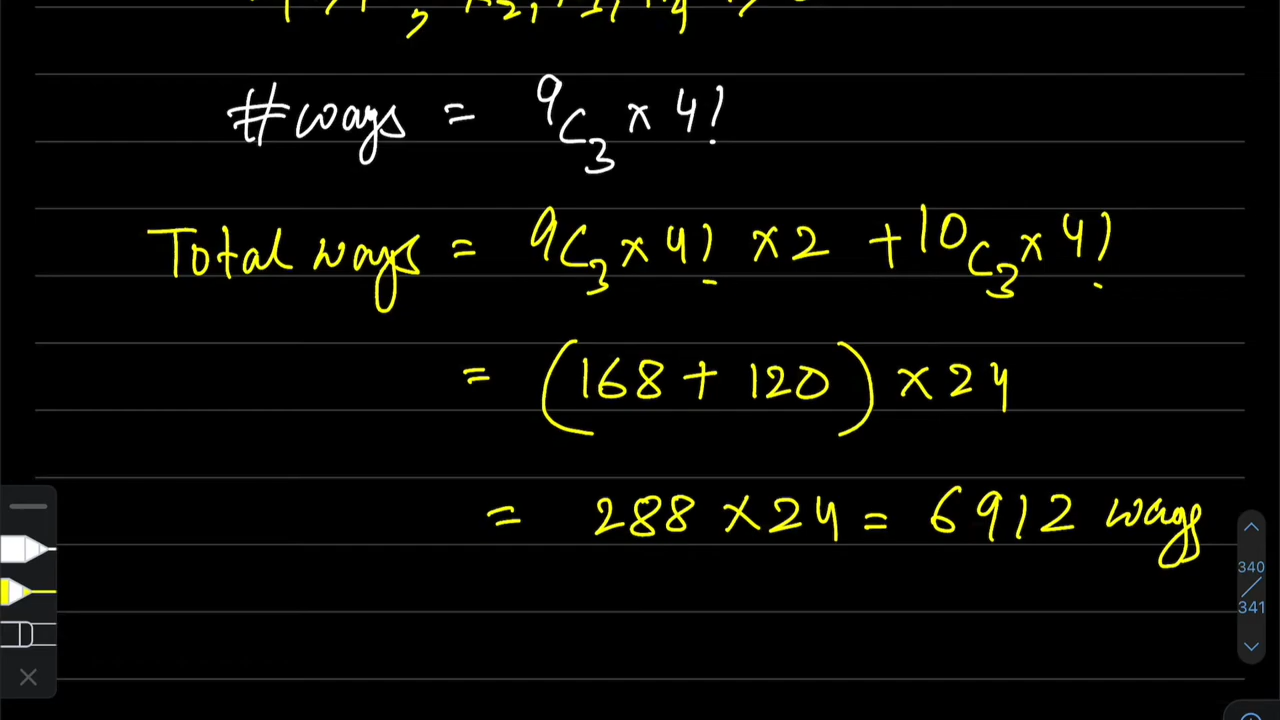 #ways = ⁹C₃ x 4!
Total ways = ⁹C₃ x 4! x 2 + ¹⁰C₃ x 4!
= (168 + 120) x 24
= 288 x 24 = 6912 ways
340
/
341